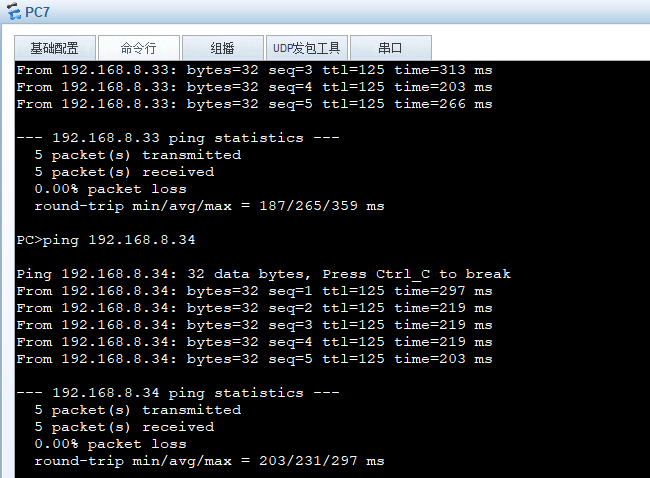 PC7
基础配置 命令行 组播 UDP发包工具 串口
From 192.168.8.33: bytes=32 seq=3 ttl=125 time=313 ms
From 192.168.8.33: bytes=32 seq=4 ttl=125 time=203 ms
From 192.168.8.33: bytes=32 seq=5 ttl=125 time=266 ms
--- 192.168.8.33 ping statistics ---
5 packet(s) transmitted
5 packet(s) received
0.00% packet loss
round-trip min/avg/max = 187/265/359 ms
PC>ping 192.168.8.34
Ping 192.168.8.34: 32 data bytes, Press Ctrl_C to break
From 192.168.8.34: bytes=32 seq=1 ttl=125 time=297 ms
From 192.168.8.34: bytes=32 seq=2 ttl=125 time=219 ms
From 192.168.8.34: bytes=32 seq=3 ttl=125 time=219 ms
From 192.168.8.34: bytes=32 seq=4 ttl=125 time=219 ms
From 192.168.8.34: bytes=32 seq=5 ttl=125 time=203 ms
--- 192.168.8.34 ping statistics ---
5 packet(s) transmitted
5 packet(s) received
0.00% packet loss
round-trip min/avg/max = 203/231/297 ms